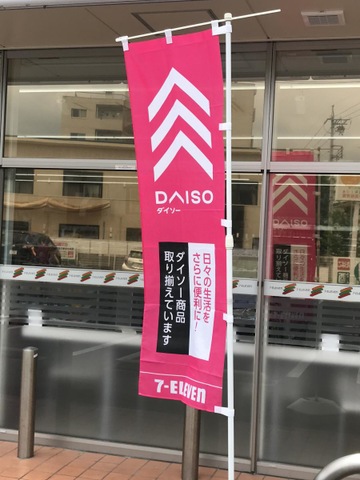 DAISO
ダイソー
日々の生活を
さらに便利に!
ダイソー商品
取り揃えています
7-ELEVEn
DAISO